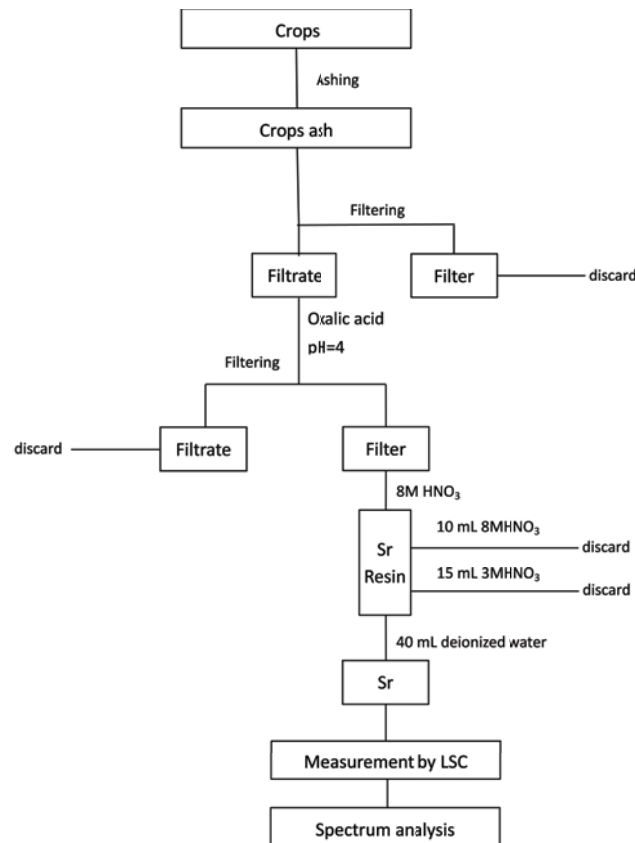 Crops
Ashing
Crops ash
Filtering
Filtrate
Filter
discard
Oxalic acid
pH=4
Filtering
discard
Filtrate
Filter
8M HNO₃
Sr
Resin
10 mL 8MHNO₃
discard
15 mL 3MHNO₃
discard
40 mL deionized water
Sr
Measurement by LSC
Spectrum analysis